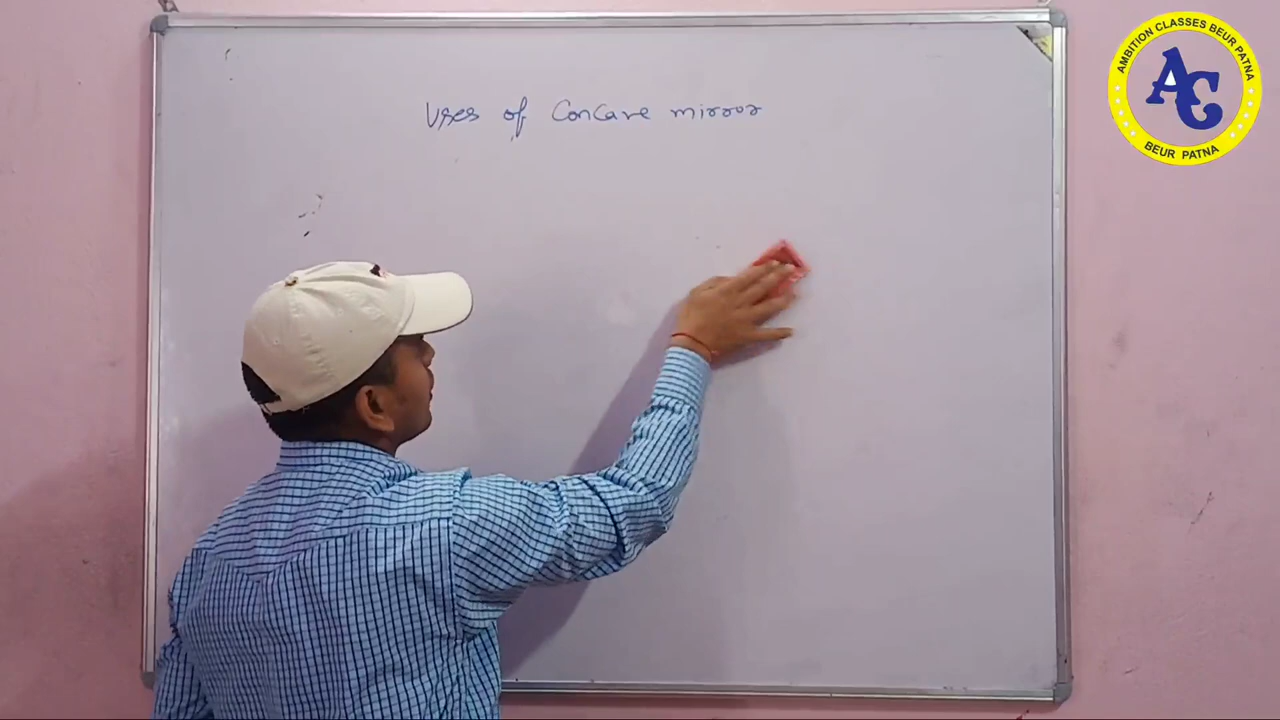 Uses of Concave mirror
AMBITION CLASSES BEUR PATNA
AC
BEUR PATNA